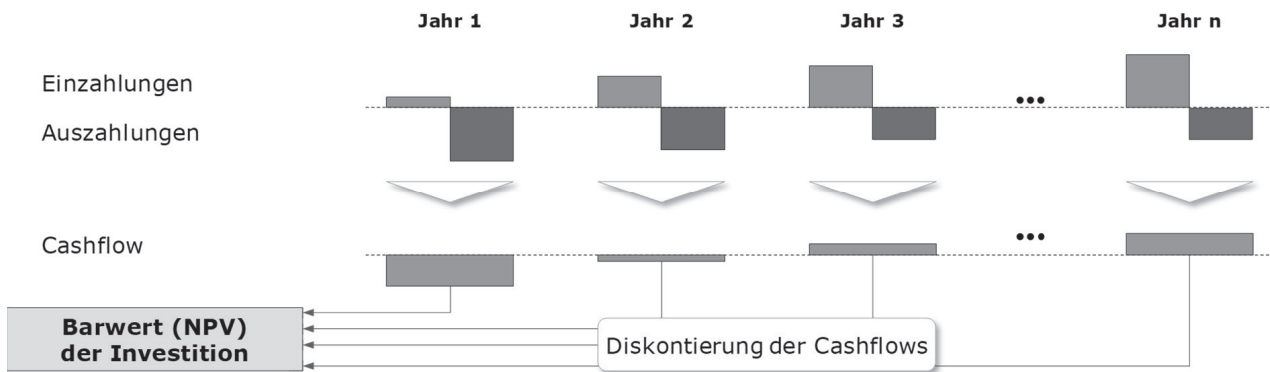 Jahr 1 Jahr 2 Jahr 3 Jahr n
Einzahlungen
•••
Auszahlungen
Cashflow
•••
Barwert (NPV)
der Investition
Diskontierung der Cashflows